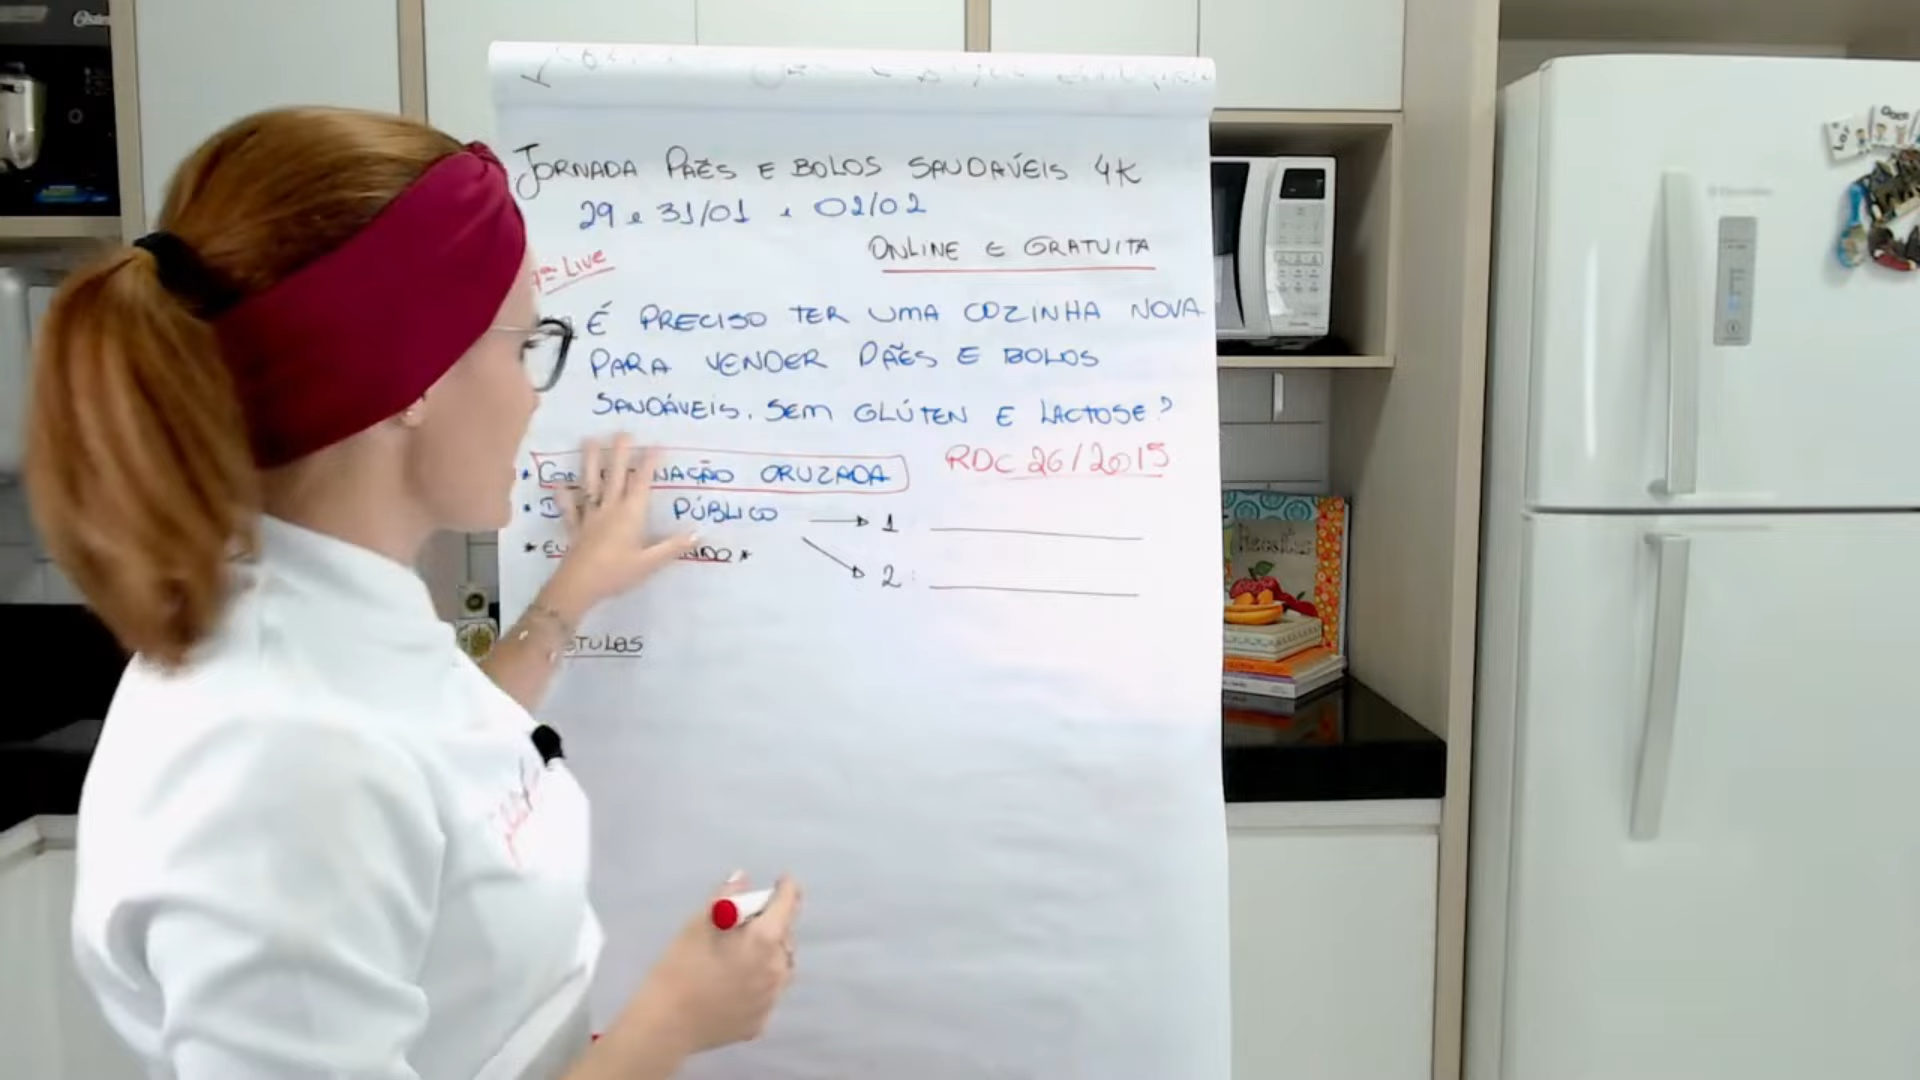 JORNADA PÃES E BOLOS SAUDÁVEIS 4K
29 e 31/01 e 02/02
ONLINE E GRATUITA
1ª LIVE
É PRECISO TER UMA COZINHA NOVA
PARA VENDER PÃES E BOLOS
SAUDÁVEIS, SEM GLÚTEN E LACTOSE?
CRUZADA
RDC 26/2015
PÚBLICO → 1
2: